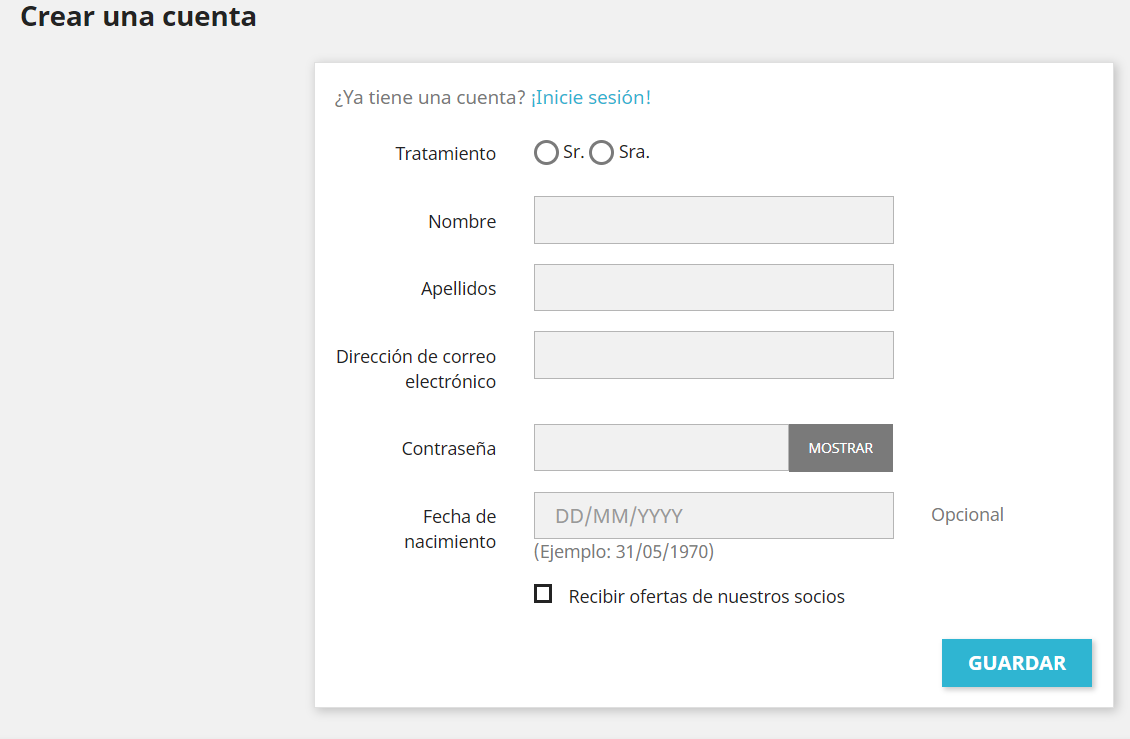 Crear una cuenta
¿Ya tiene una cuenta? ¡Inicie sesión!
Tratamiento Sr. Sra.
Nombre
Apellidos
Dirección de correo
electrónico
Contraseña MOSTRAR
Fecha de
nacimiento
DD/MM/YYYY Opcional
(Ejemplo: 31/05/1970)
Recibir ofertas de nuestros socios
GUARDAR